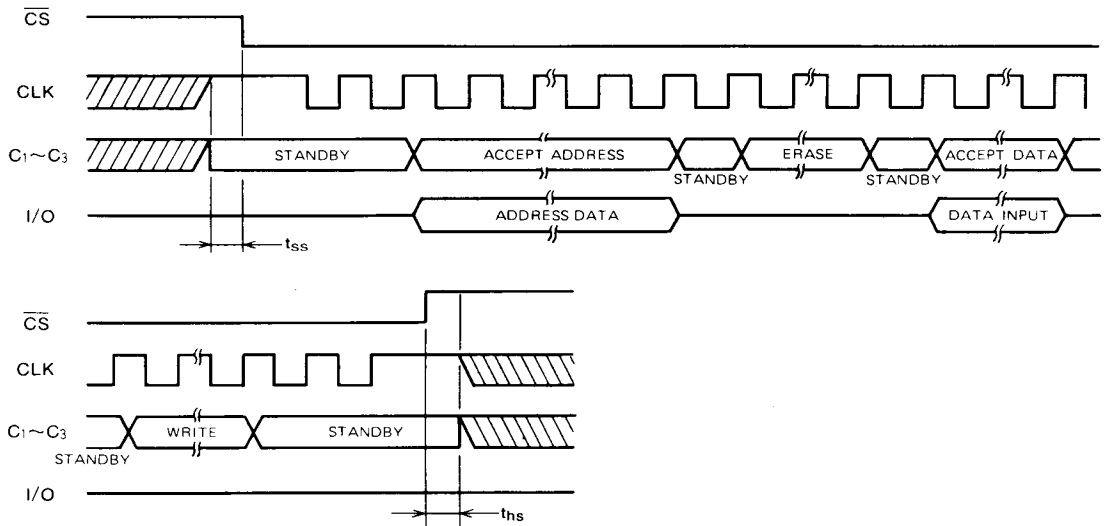 CS
CLK
C1~C3 STANDBY ACCEPT ADDRESS STANDBY ERASE STANDBY ACCEPT DATA
I/O ADDRESS DATA DATA INPUT
tss
CS
CLK
C1~C3 STANDBY WRITE STANDBY
I/O
ths